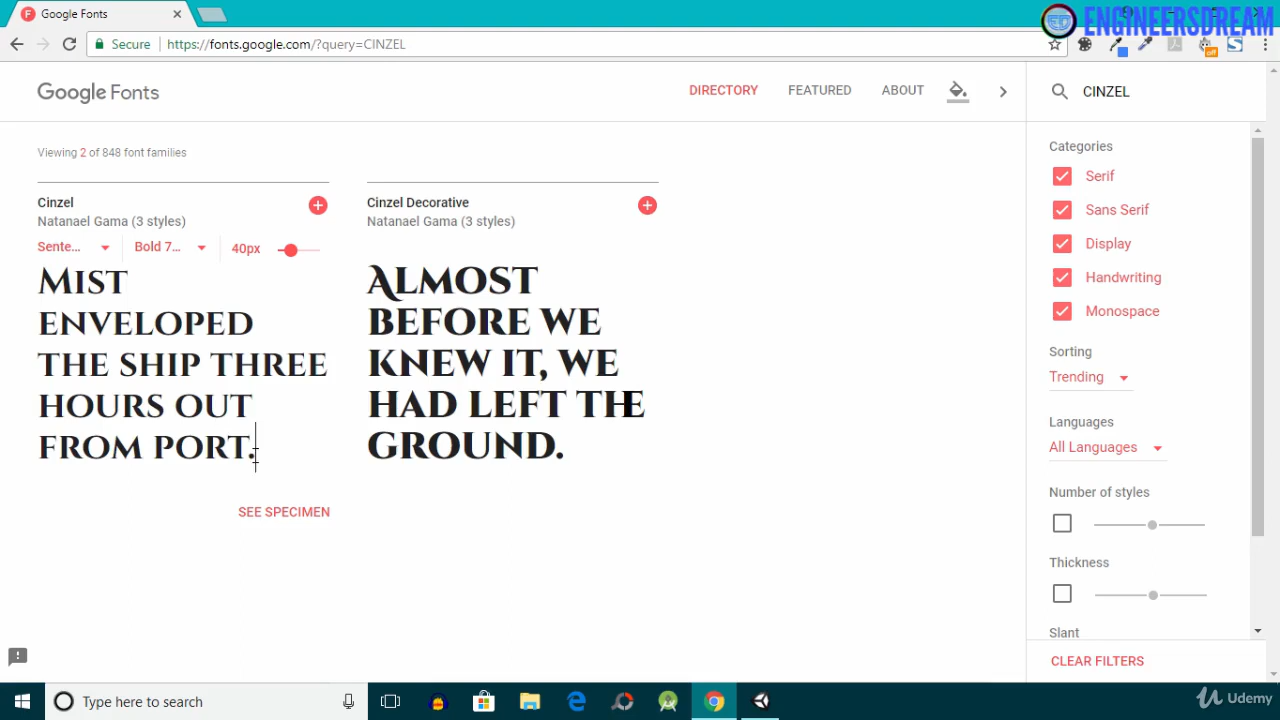 Google Fonts
ENGINEERSDREAM
Secure
https://fonts.google.com/?query=CINZEL
Google Fonts
DIRECTORY
FEATURED
ABOUT
CINZEL
Viewing 2 of 848 font families
Cinzel
Natanael Gama (3 styles)
Sente...
Bold 7...
40px
MIST
ENVELOPED
THE SHIP THREE
HOURS OUT
FROM PORT.
SEE SPECIMEN
Cinzel Decorative
Natanael Gama (3 styles)
ALMOST
BEFORE WE
KNEW IT, WE
HAD LEFT THE
GROUND.
Categories
Serif
Sans Serif
Display
Handwriting
Monospace
Sorting
Trending
Languages
All Languages
Number of styles
Thickness
Slant
CLEAR FILTERS
Type here to search
Udemy